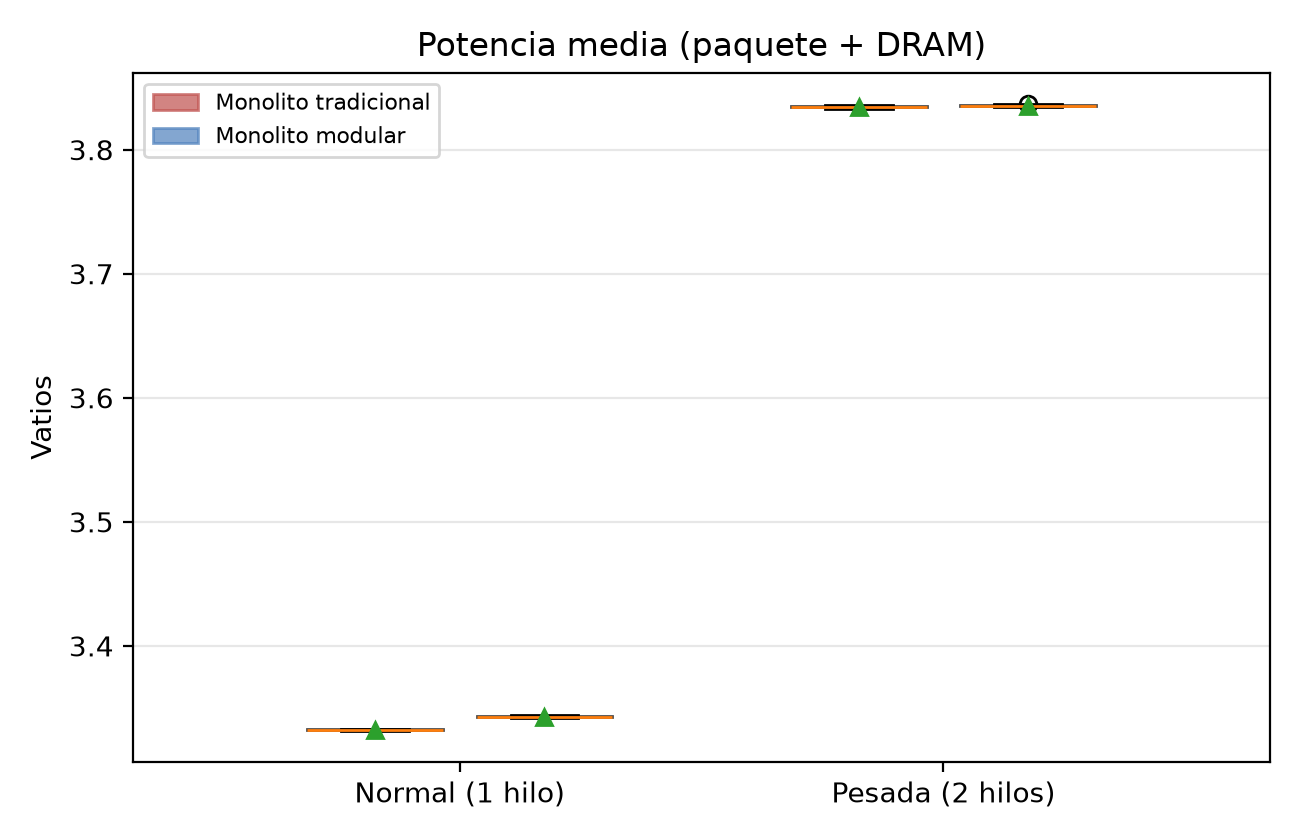 Potencia media (paquete + DRAM)
Monolito tradicional
Monolito modular
3.8
3.7
3.6
3.5
3.4
Vatios
Normal (1 hilo)
Pesada (2 hilos)